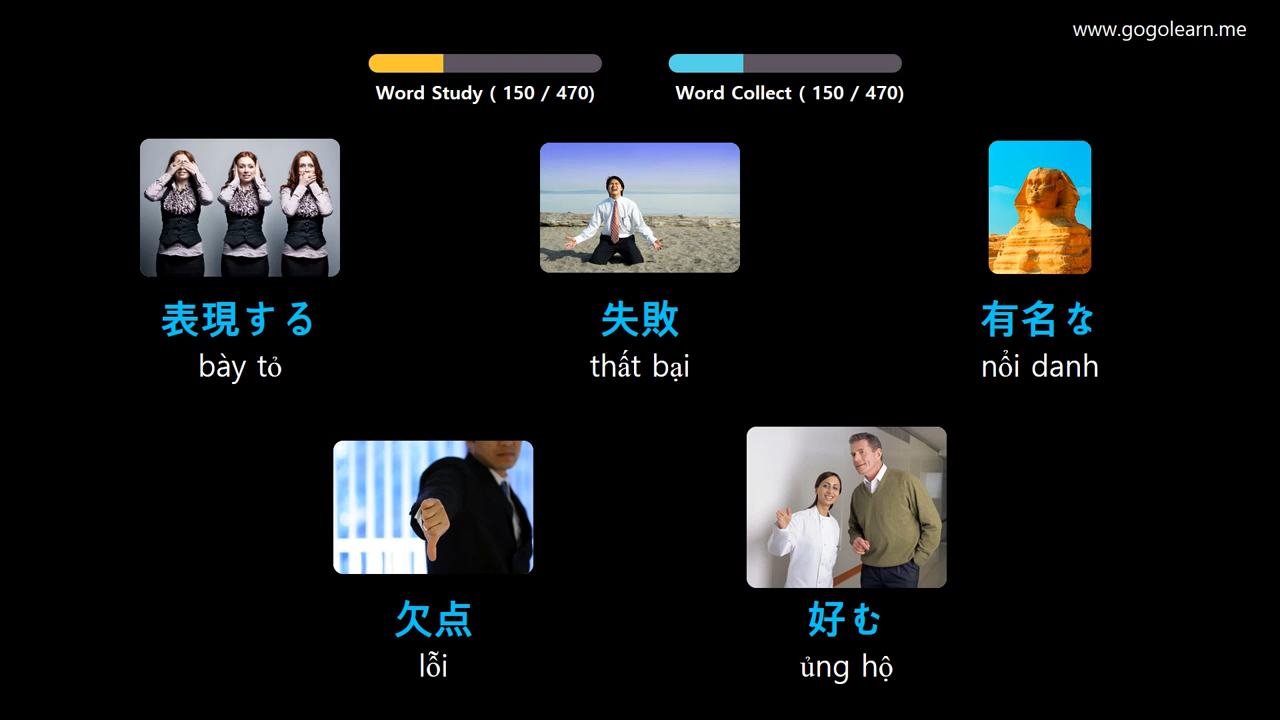 www.gogolearn.me
Word Study ( 150 / 470)
Word Collect ( 150 / 470)
表現する
bày tỏ
失敗
thất bại
有名な
nổi danh
欠点
lỗi
好む
ủng hộ